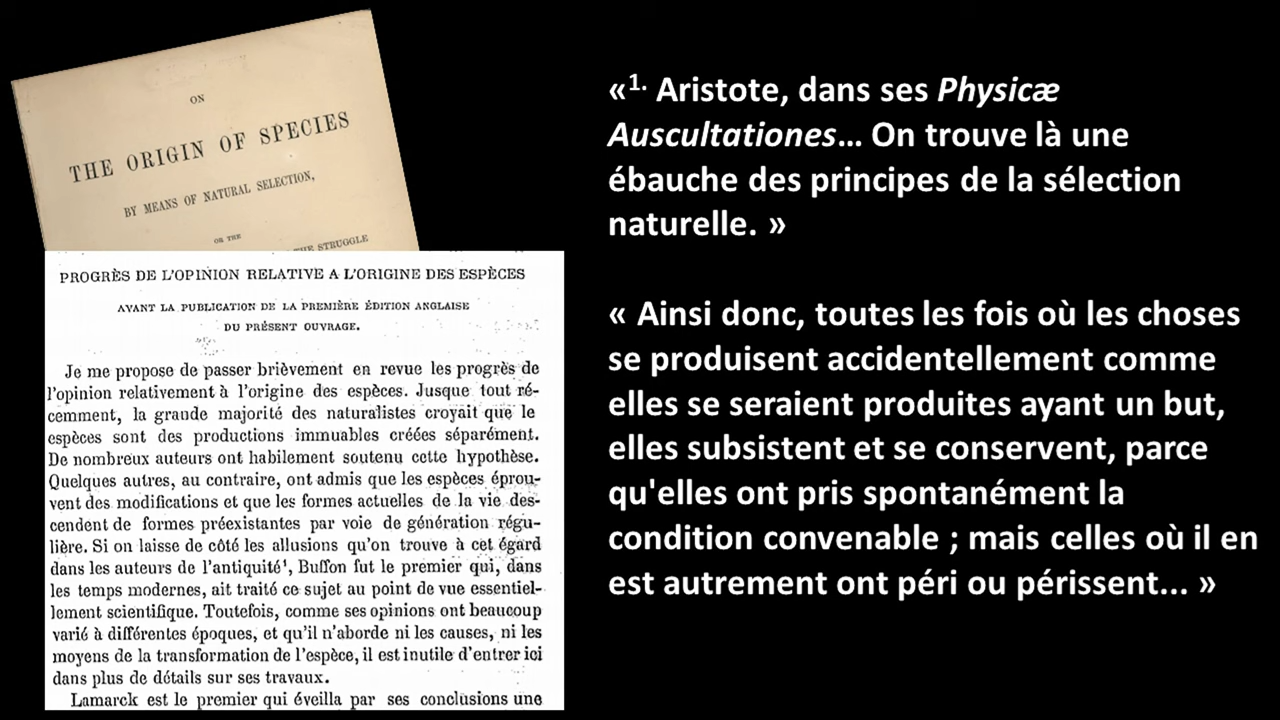 ON
THE ORIGIN OF SPECIES
BY MEANS OF NATURAL SELECTION,
OR THE
THE STRUGGLE
PROGRÈS DE L'OPINION RELATIVE A L'ORIGINE DES ESPÈCES
AVANT LA PUBLICATION DE LA PREMIÈRE ÉDITION ANGLAISE
DU PRÉSENT OUVRAGE.
Je me propose de passer brièvement en revue les progrès de
l'opinion relativement à l'origine des espèces. Jusque tout ré-
cemment, la grande majorité des naturalistes croyait que le
espèces sont des productions immuables créées séparément.
De nombreux auteurs ont habilement soutenu cette hypothèse.
Quelques autres, au contraire, ont admis que les espèces éprou-
vent des modifications et que les formes actuelles de la vie des-
cendent de formes préexistantes par voie de génération régu-
lière. Si on laisse de côté les allusions qu'on trouve à cet égard
dans les auteurs de l'antiquité¹, Buffon fut le premier qui, dans
les temps modernes, ait traité ce sujet au point de vue essentiel-
lement scientifique. Toutefois, comme ses opinions ont beaucoup
varié à différentes époques, et qu'il n'aborde ni les causes, ni les
moyens de la transformation de l'espèce, il est inutile d'entrer ici
dans plus de détails sur ses travaux.
Lamarck est le premier qui éveilla par ses conclusions une
«¹· Aristote, dans ses Physicæ
Auscultationes… On trouve là une
ébauche des principes de la sélection
naturelle. »
« Ainsi donc, toutes les fois où les choses
se produisent accidentellement comme
elles se seraient produites ayant un but,
elles subsistent et se conservent, parce
qu'elles ont pris spontanément la
condition convenable ; mais celles où il en
est autrement ont péri ou périssent... »